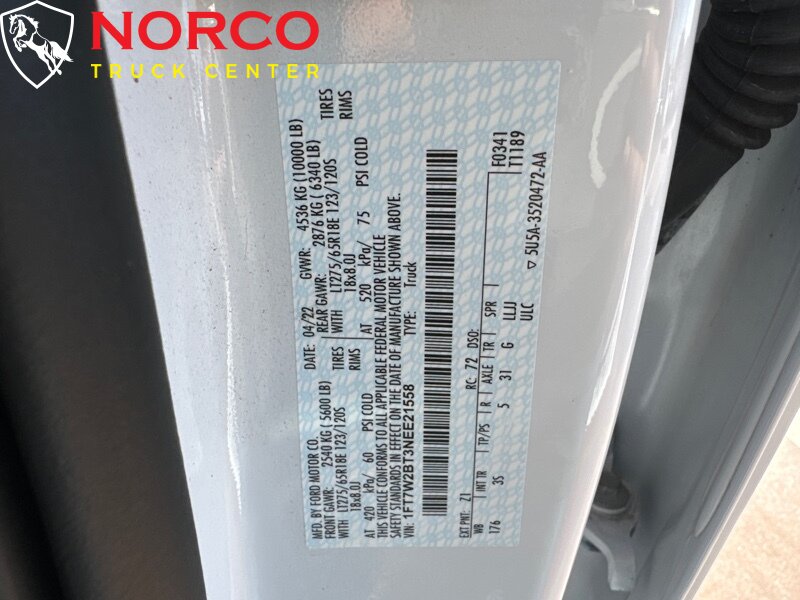 NORCO
TRUCK CENTER
MFD. BY FORD MOTOR CO.
DATE: 04/22 GVWR: 4536 KG (10000 LB)
FRONT GAWR: 2540 KG (5600 LB)
REAR GAWR: 2876 KG (6340 LB)
WITH LT275/65R18E 123/120S TIRES
WITH LT275/65R18E 123/120S TIRES
18x8.0J RIMS
18x8.0J RIMS
AT 420 kPa/ 60 PSI COLD
AT 520 kPa/ 75 PSI COLD
THIS VEHICLE CONFORMS TO ALL APPLICABLE FEDERAL MOTOR VEHICLE
SAFETY STANDARDS IN EFFECT ON THE DATE OF MANUFACTURE SHOWN ABOVE.
VIN: 1FT7W2BT3NEE21558
TYPE: Truck
F0341
T1189
EXT PNT: Z1 RC: 72 DSO:
WB INT TR TP/PS R AXLE TR SPR
176 3S 5 31 G LLJJ
ULC
▽ 5U5A-3520472-AA